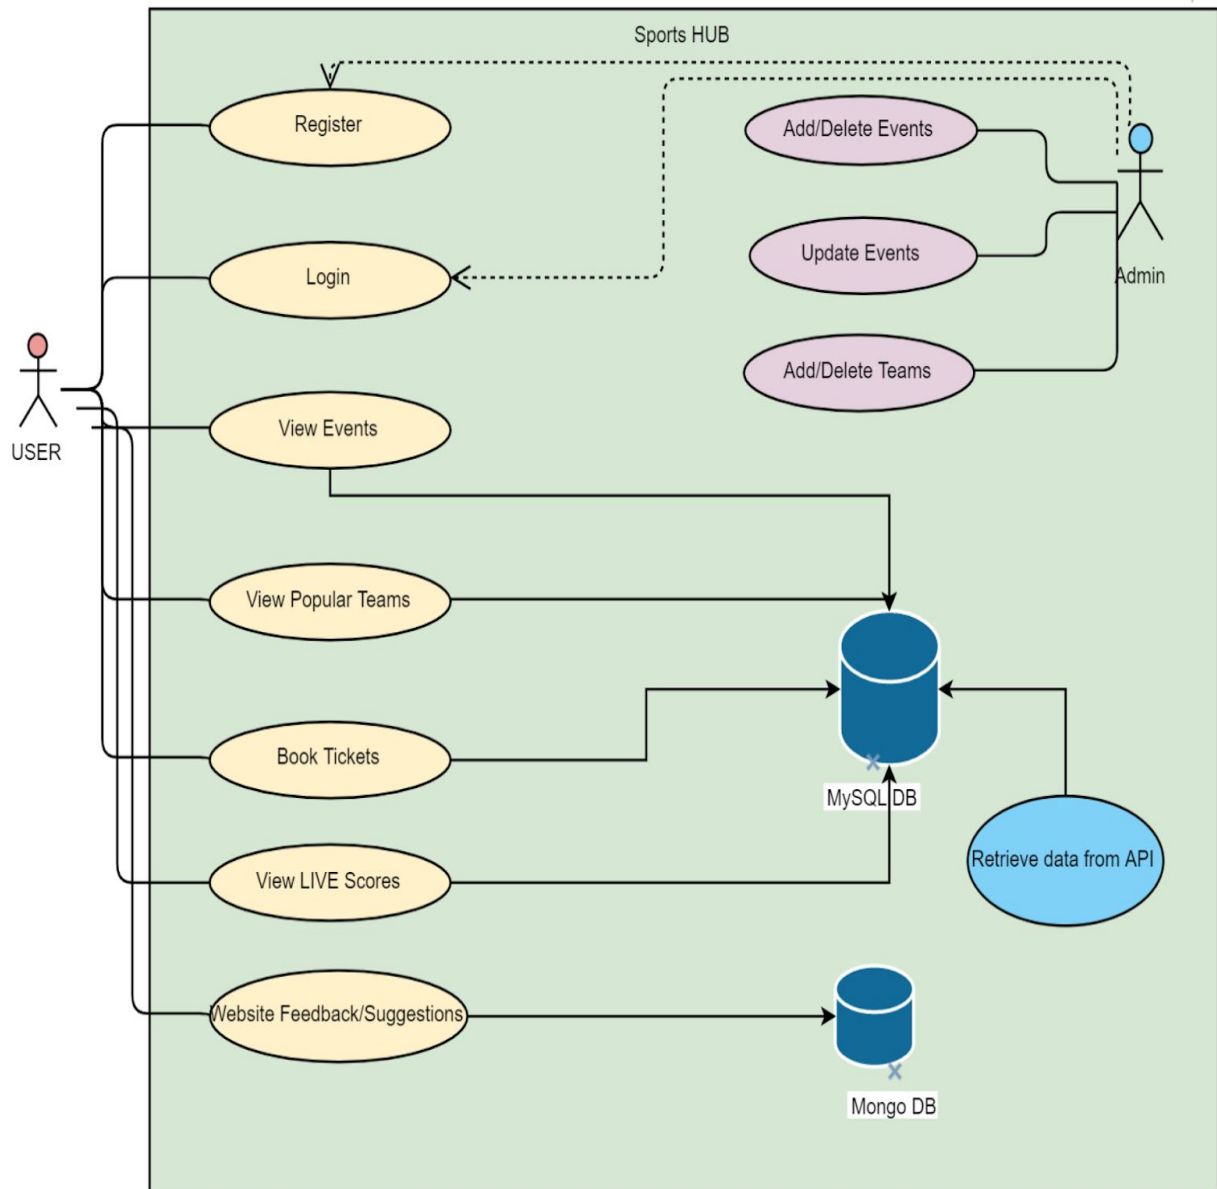 Sports HUB
Register
Add/Delete Events
Login
Update Events
Admin
Add/Delete Teams
View Events
USER
View Popular Teams
Book Tickets
MySQL DB
Retrieve data from API
View LIVE Scores
Website Feedback/Suggestions
Mongo DB